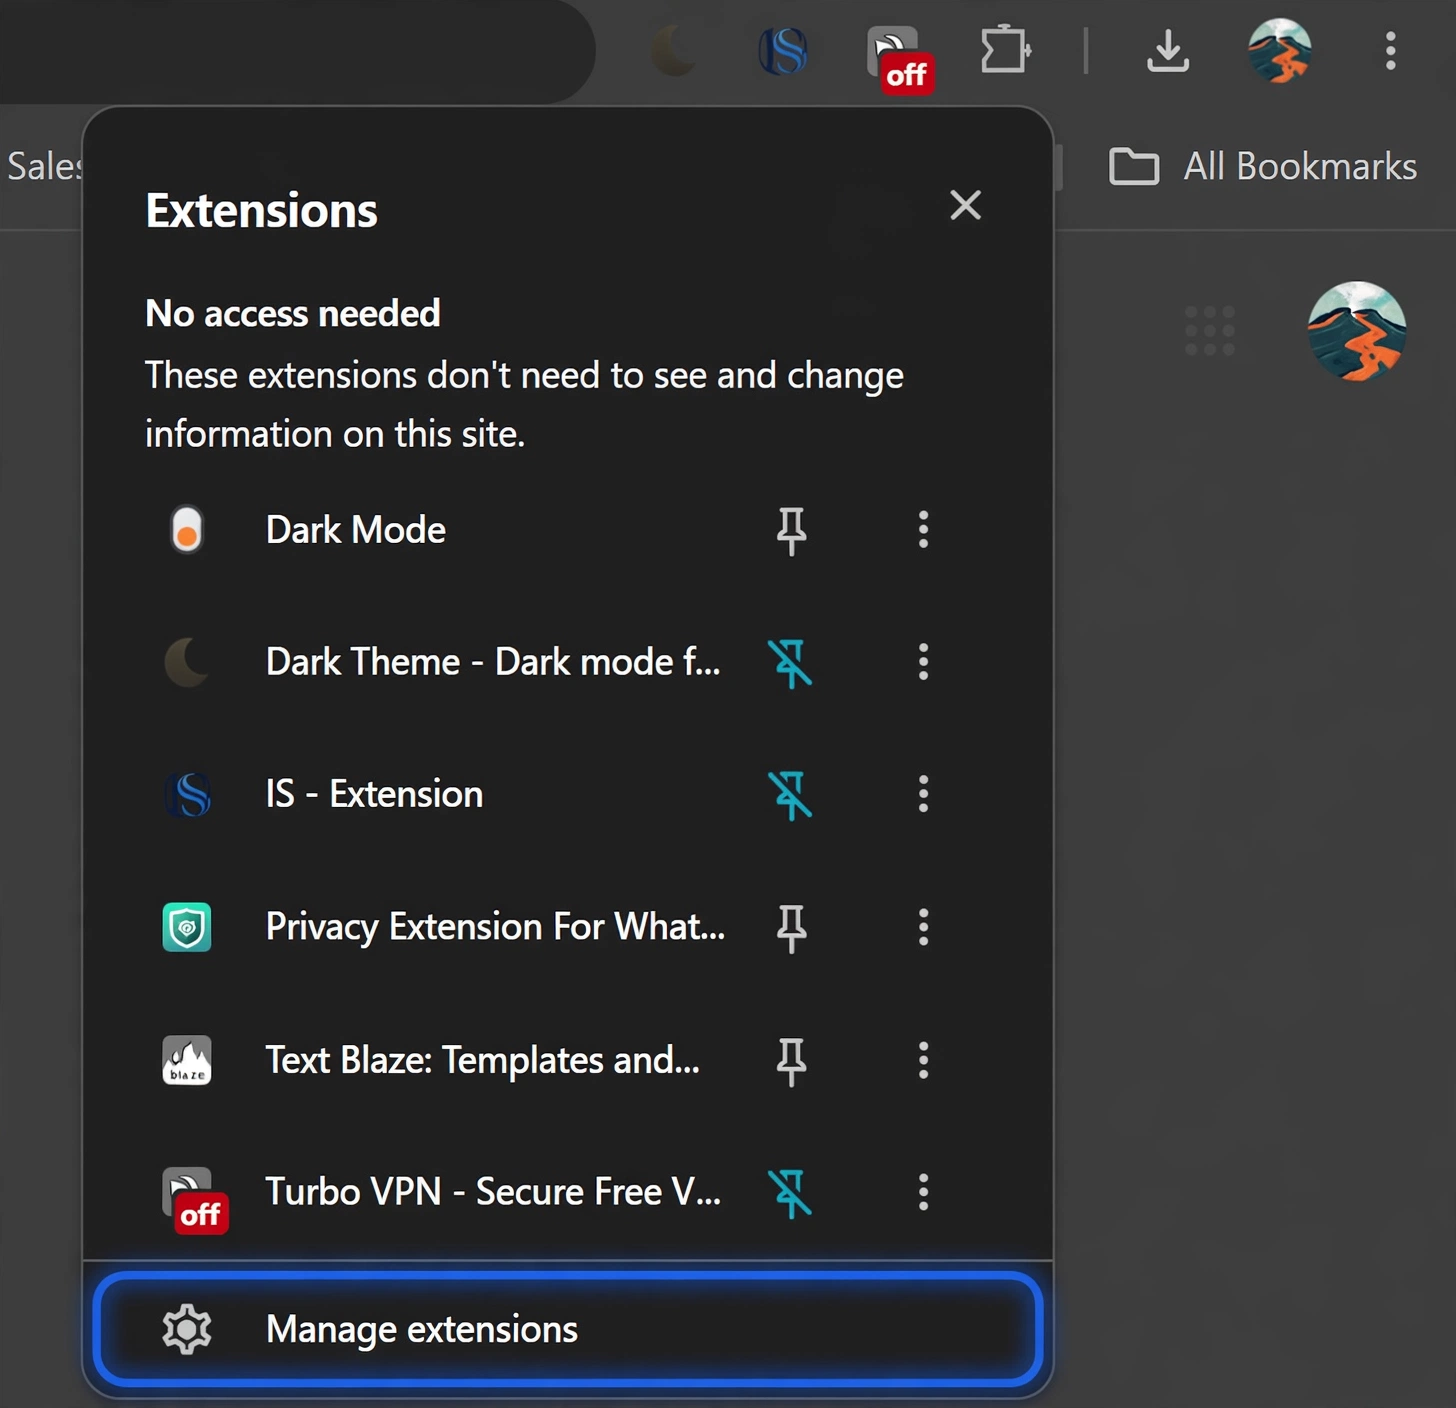 off
Sales
All Bookmarks
Extensions
No access needed
These extensions don't need to see and change
information on this site.
Dark Mode
Dark Theme - Dark mode f...
IS - Extension
Privacy Extension For What...
blaze
Text Blaze: Templates and...
off
Turbo VPN - Secure Free V...
Manage extensions